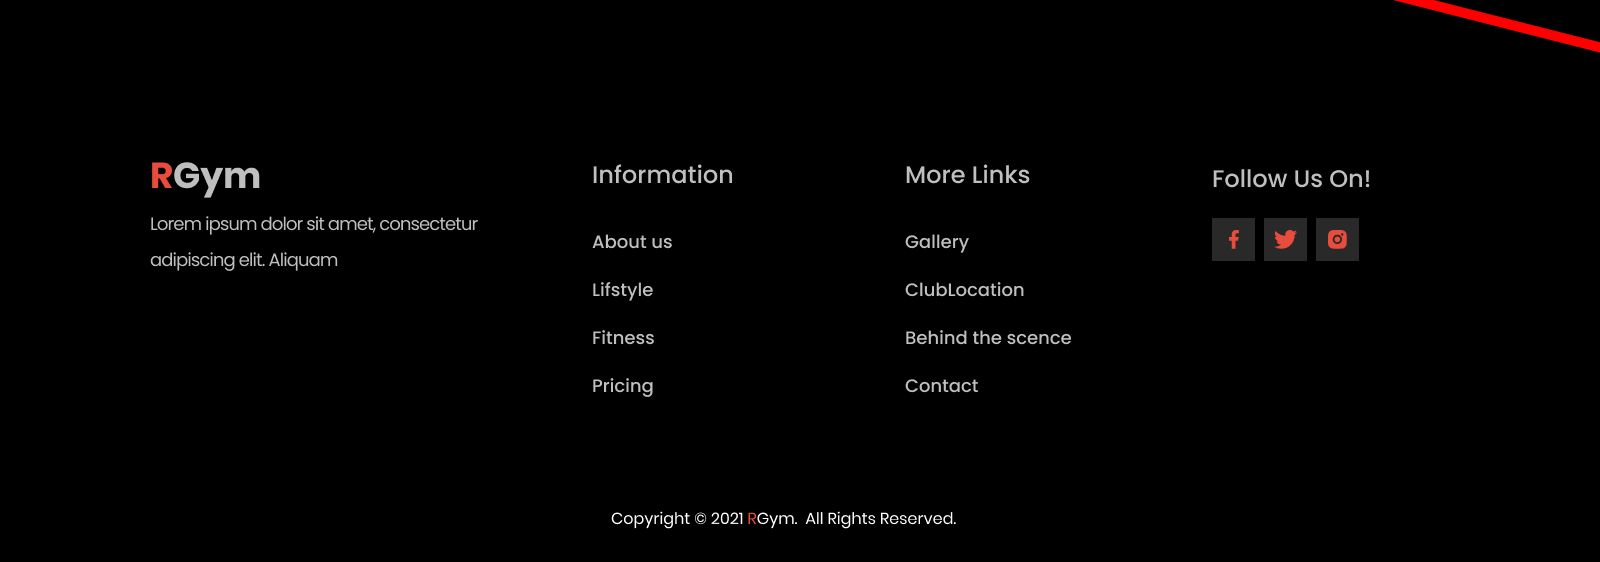 RGym
Lorem ipsum dolor sit amet, consectetur
adipiscing elit. Aliquam
Information
About us
Lifstyle
Fitness
Pricing
More Links
Gallery
ClubLocation
Behind the scence
Contact
Follow Us On!
Copyright © 2021 RGym.  All Rights Reserved.